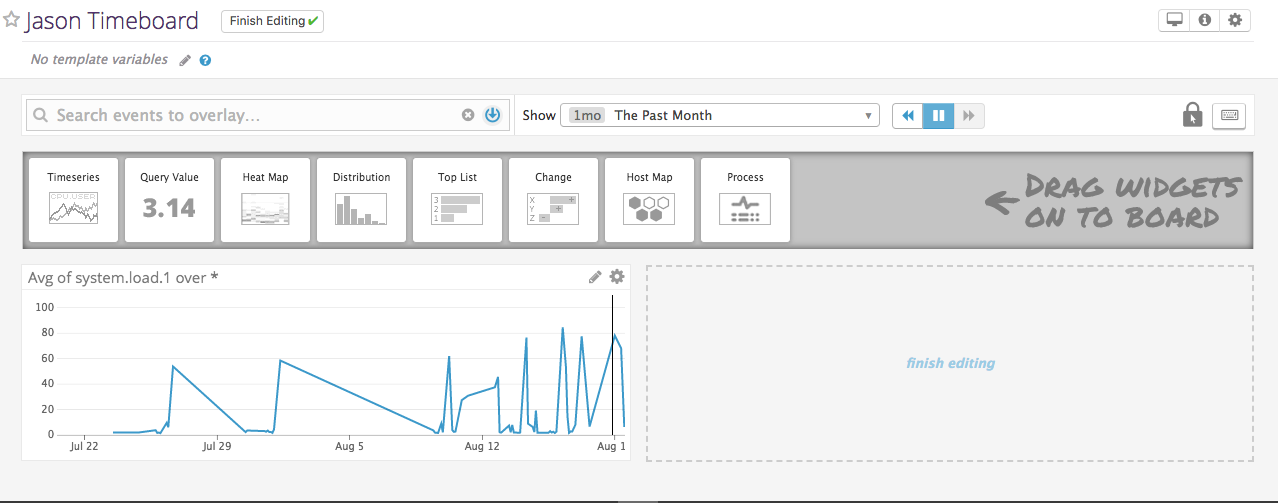 Jason Timeboard
Finish Editing✔
No template variables
Search events to overlay...
Show
1mo The Past Month
Timeseries
CPU.USER
Query Value
3.14
Heat Map
Distribution
Top List
3
2
1
Change
X +
Y +
Z −
Host Map
Process
DRAG WIDGETS
ON TO BOARD
Avg of system.load.1 over *
100
80
60
40
20
0
Jul 22
Jul 29
Aug 5
Aug 12
Aug 1
finish editing